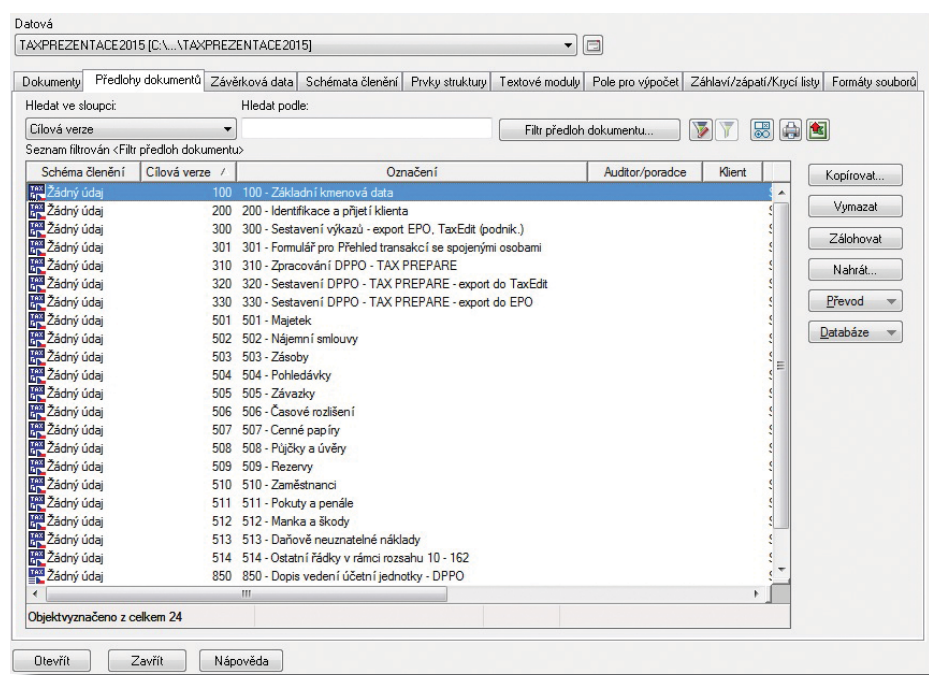 Datová
TAXPREZENTACE2015 [C:\...\TAXPREZENTACE2015]
Dokumenty Předlohy dokumentů Závěrková data Schémata členění Prvky struktury Textové moduly Pole pro výpočet Záhlaví/zápatí/Krycí listy Formáty souborů
Hledat ve sloupci: Hledat podle:
Cílová verze Filtr předloh dokumentu...
Seznam filtrován <Filtr předloh dokumentu>
Schéma členění Cílová verze / Označení Auditor/poradce Klient
Žádný údaj 100 100 - Základní kmenová data
Žádný údaj 200 200 - Identifikace a přijetí klienta
Žádný údaj 300 300 - Sestavení výkazů - export EPO, TaxEdit (podnik.)
Žádný údaj 301 301 - Formulář pro Přehled transakcí se spojenými osobami
Žádný údaj 310 310 - Zpracování DPPO - TAX PREPARE
Žádný údaj 320 320 - Sestavení DPPO - TAX PREPARE - export do TaxEdit
Žádný údaj 330 330 - Sestavení DPPO - TAX PREPARE - export do EPO
Žádný údaj 501 501 - Majetek
Žádný údaj 502 502 - Nájemní smlouvy
Žádný údaj 503 503 - Zásoby
Žádný údaj 504 504 - Pohledávky
Žádný údaj 505 505 - Závazky
Žádný údaj 506 506 - Časové rozlišení
Žádný údaj 507 507 - Cenné papíry
Žádný údaj 508 508 - Půjčky a úvěry
Žádný údaj 509 509 - Rezervy
Žádný údaj 510 510 - Zaměstnanci
Žádný údaj 511 511 - Pokuty a penále
Žádný údaj 512 512 - Manka a škody
Žádný údaj 513 513 - Daňově neuznatelné náklady
Žádný údaj 514 514 - Ostatní řádky v rámci rozsahu 10 - 162
Žádný údaj 850 850 - Dopis vedení účetní jednotky - DPPO
Objektvyznačeno z celkem 24
Kopírovat...
Vymazat
Zálohovat
Nahrát...
Převod
Databáze
Otevřít Zavřít Nápověda